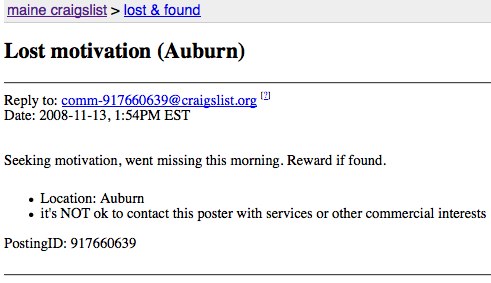 maine craigslist > lost & found
Lost motivation (Auburn)
Reply to: comm-917660639@craigslist.org [?]
Date: 2008-11-13, 1:54PM EST
Seeking motivation, went missing this morning. Reward if found.
• Location: Auburn
• it's NOT ok to contact this poster with services or other commercial interests
PostingID: 917660639